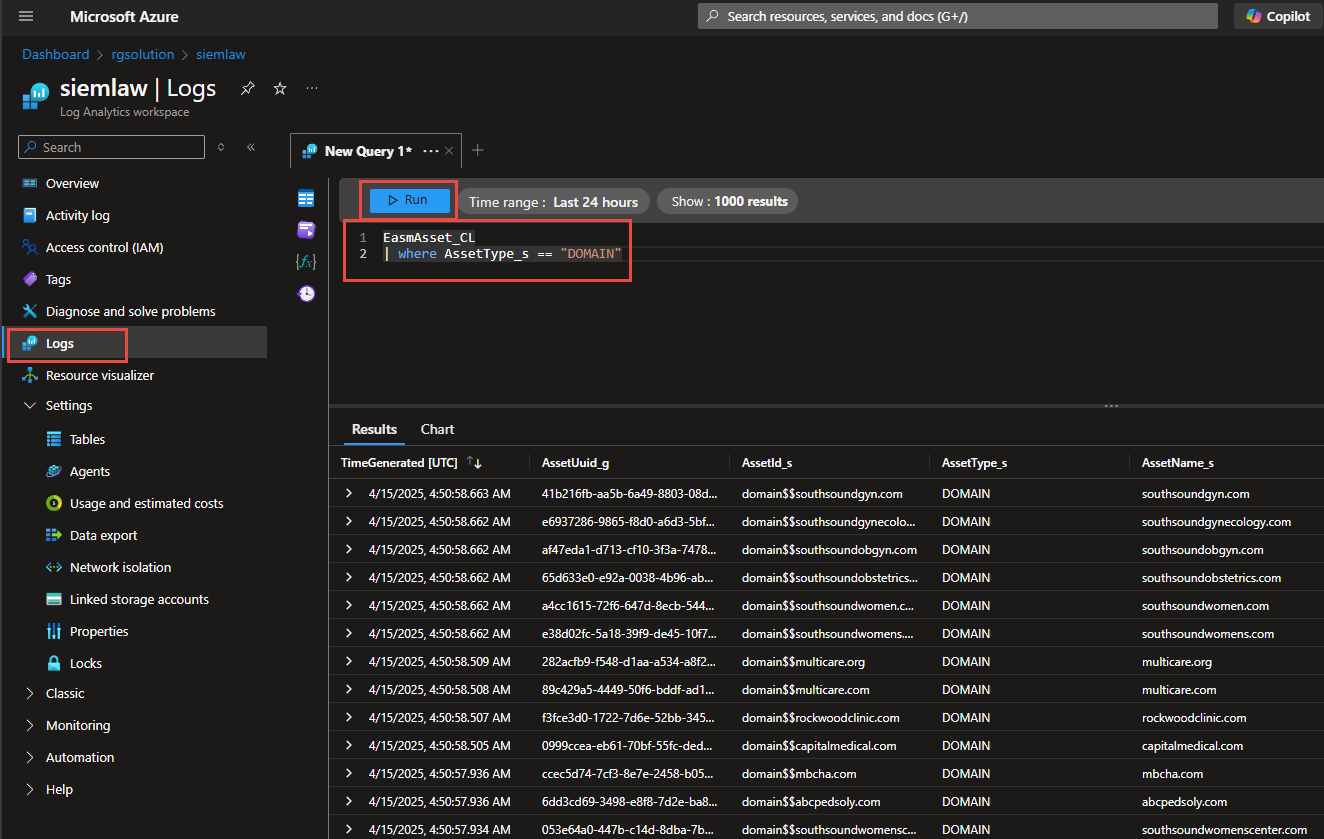 Microsoft Azure
Search resources, services, and docs (G+/)
Copilot
Dashboard > rgsolution > siemlaw
siemlaw | Logs
Log Analytics workspace
Search
New Query 1*
Overview
Activity log
Access control (IAM)
Tags
Diagnose and solve problems
Logs
Resource visualizer
Settings
Tables
Agents
Usage and estimated costs
Data export
Network isolation
Linked storage accounts
Properties
Locks
Classic
Monitoring
Automation
Help
Run
Time range : Last 24 hours
Show : 1000 results
1 EasmAsset_CL
2 | where AssetType_s == "DOMAIN"
Results Chart
TimeGenerated [UTC] AssetUuid_g AssetId_s AssetType_s AssetName_s
4/15/2025, 4:50:58.663 AM 41b216fb-aa5b-6a49-8803-08d... domain$$southsoundgyn.com DOMAIN southsoundgyn.com
4/15/2025, 4:50:58.662 AM e6937286-9865-f8d0-a6d3-5bf... domain$$southsoundgynecolo... DOMAIN southsoundgynecology.com
4/15/2025, 4:50:58.662 AM af47eda1-d713-cf10-3f3a-7478... domain$$southsoundobgyn.com DOMAIN southsoundobgyn.com
4/15/2025, 4:50:58.662 AM 65d633e0-e92a-0038-4b96-ab... domain$$southsoundobstetrics... DOMAIN southsoundobstetrics.com
4/15/2025, 4:50:58.662 AM a4cc1615-72f6-647d-8ecb-544... domain$$southsoundwomen.c... DOMAIN southsoundwomen.com
4/15/2025, 4:50:58.662 AM e38d02fc-5a18-39f9-de45-10f7... domain$$southsoundwomens.... DOMAIN southsoundwomens.com
4/15/2025, 4:50:58.509 AM 282acfb9-f548-d1aa-a534-a8f2... domain$$multicare.org DOMAIN multicare.org
4/15/2025, 4:50:58.508 AM 89c429a5-4449-50f6-bddf-ad1... domain$$multicare.com DOMAIN multicare.com
4/15/2025, 4:50:58.507 AM f3fce3d0-1722-7d6e-52bb-345... domain$$rockwoodclinic.com DOMAIN rockwoodclinic.com
4/15/2025, 4:50:58.505 AM 0999ccea-eb61-70bf-55fc-ded... domain$$capitalmedical.com DOMAIN capitalmedical.com
4/15/2025, 4:50:57.936 AM ccec5d74-7cf3-8e7e-2458-b05... domain$$mbcha.com DOMAIN mbcha.com
4/15/2025, 4:50:57.936 AM 6dd3cd69-3498-e8f8-7d2e-ba8... domain$$abcpedsoly.com DOMAIN abcpedsoly.com
4/15/2025, 4:50:57.934 AM 053e64a0-447b-c14d-8dba-7b... domain$$southsoundwomensc... DOMAIN southsoundwomenscenter.com